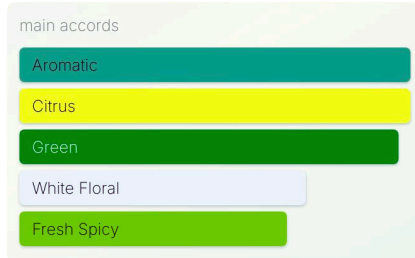 main accords
Aromatic
Citrus
Green
White Floral
Fresh Spicy